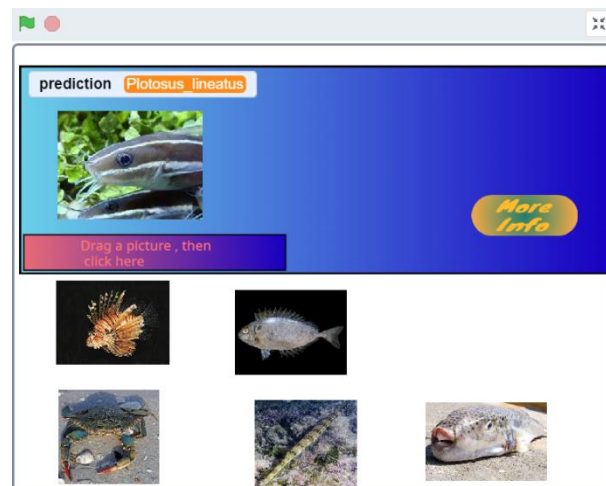 prediction Plotosus_lineatus
More
Info
Drag a picture , then
click here